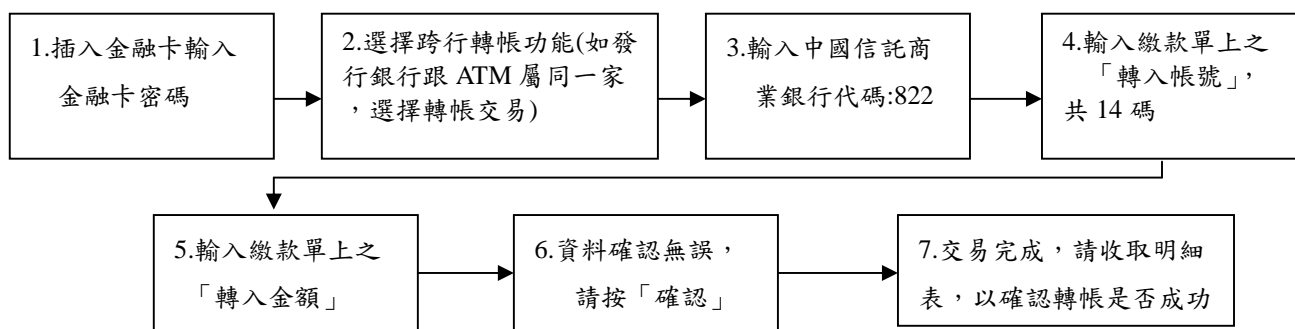 1.插入金融卡輸入
金融卡密碼
2.選擇跨行轉帳功能(如發
行銀行跟 ATM 屬同一家
，選擇轉帳交易)
3.輸入中國信託商
業銀行代碼:822
4.輸入繳款單上之
「轉入帳號」，
共 14 碼
5.輸入繳款單上之
「轉入金額」
6.資料確認無誤，
請按「確認」
7.交易完成，請收取明細
表，以確認轉帳是否成功